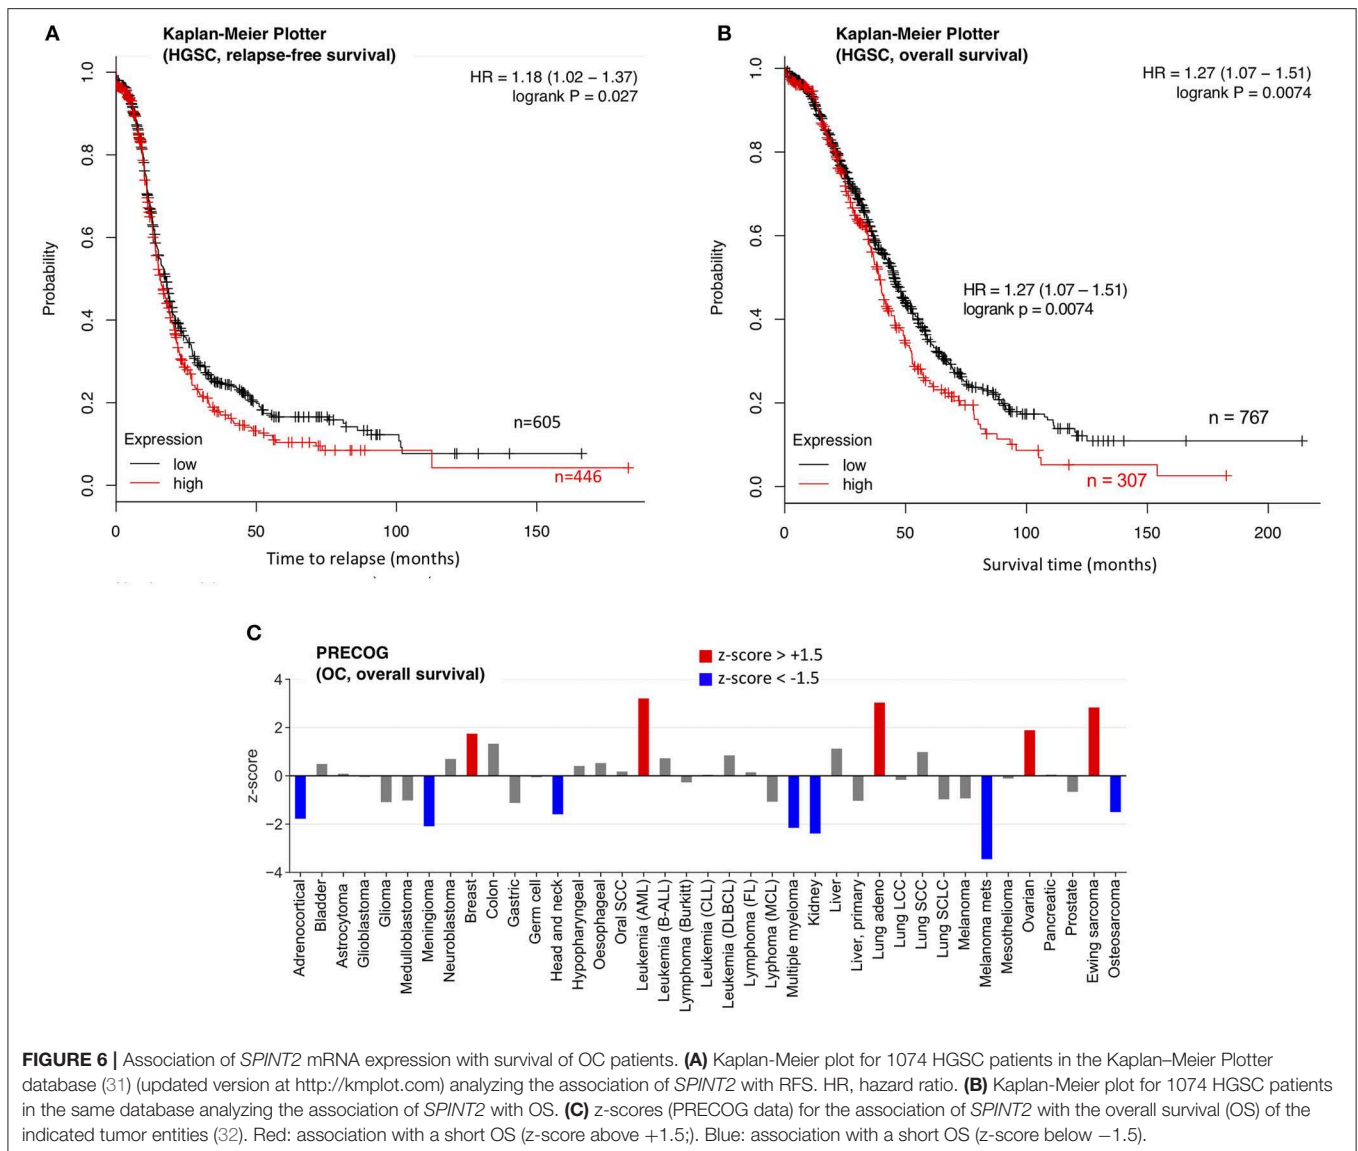 A
Kaplan-Meier Plotter
(HGSC, relapse-free survival)
HR = 1.18 (1.02 – 1.37)
logrank P = 0.027
Probability
1.0
0.8
0.6
0.4
0.2
0.0
Expression
low
high
n=605
n=446
0
50
100
150
Time to relapse (months)
B
Kaplan-Meier Plotter
(HGSC, overall survival)
HR = 1.27 (1.07 – 1.51)
logrank P = 0.0074
HR = 1.27 (1.07 – 1.51)
logrank p = 0.0074
Probability
1.0
0.8
0.6
0.4
0.2
0.0
Expression
low
high
n = 767
n = 307
0
50
100
150
200
Survival time (months)
C
PRECOG
(OC, overall survival)
z-score > +1.5
z-score < -1.5
z-score
4
2
0
−2
−4
Adrenocortical
Bladder
Astrocytoma
Glioblastoma
Glioma
Medulloblastoma
Meningioma
Neuroblastoma
Breast
Colon
Gastric
Germ cell
Head and neck
Hypopharyngeal
Oesophageal
Oral SCC
Leukemia (AML)
Leukemia (B-ALL)
Lymphoma (Burkitt)
Leukemia (CLL)
Leukemia (DLBCL)
Lymphoma (FL)
Lyphoma (MCL)
Multiple myeloma
Kidney
Liver
Liver, primary
Lung adeno
Lung LCC
Lung SCC
Lung SCLC
Melanoma
Melanoma mets
Mesothelioma
Ovarian
Pancreatic
Prostate
Ewing sarcoma
Osteosarcoma
FIGURE 6 | Association of SPINT2 mRNA expression with survival of OC patients. (A) Kaplan-Meier plot for 1074 HGSC patients in the Kaplan–Meier Plotter
database (31) (updated version at http://kmplot.com) analyzing the association of SPINT2 with RFS. HR, hazard ratio. (B) Kaplan-Meier plot for 1074 HGSC patients
in the same database analyzing the association of SPINT2 with OS. (C) z-scores (PRECOG data) for the association of SPINT2 with the overall survival (OS) of the
indicated tumor entities (32). Red: association with a short OS (z-score above +1.5;). Blue: association with a short OS (z-score below −1.5).